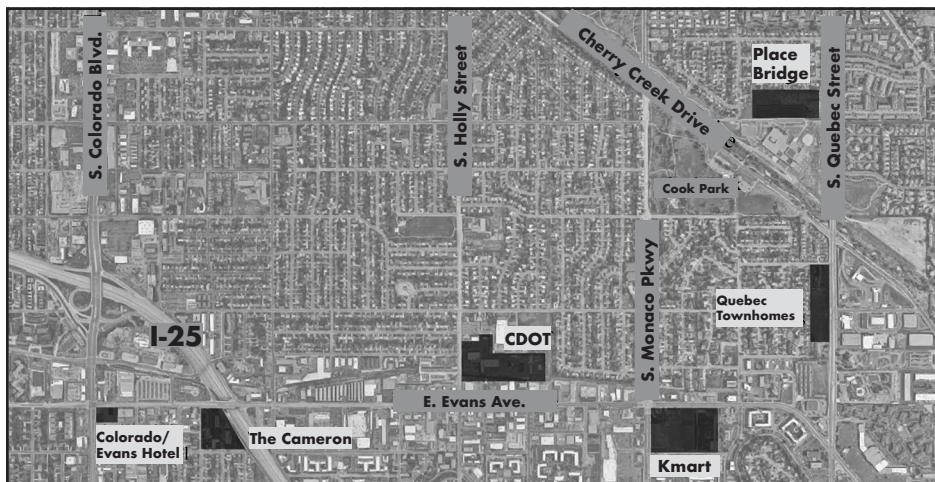 S. Colorado Blvd.
S. Holly Street
Cherry Creek Drive
Place
Bridge
S. Quebec Street
Cook Park
S. Monaco Pkwy
Quebec
Townhomes
I-25
CDOT
E. Evans Ave.
Colorado/
Evans Hotel
The Cameron
Kmart